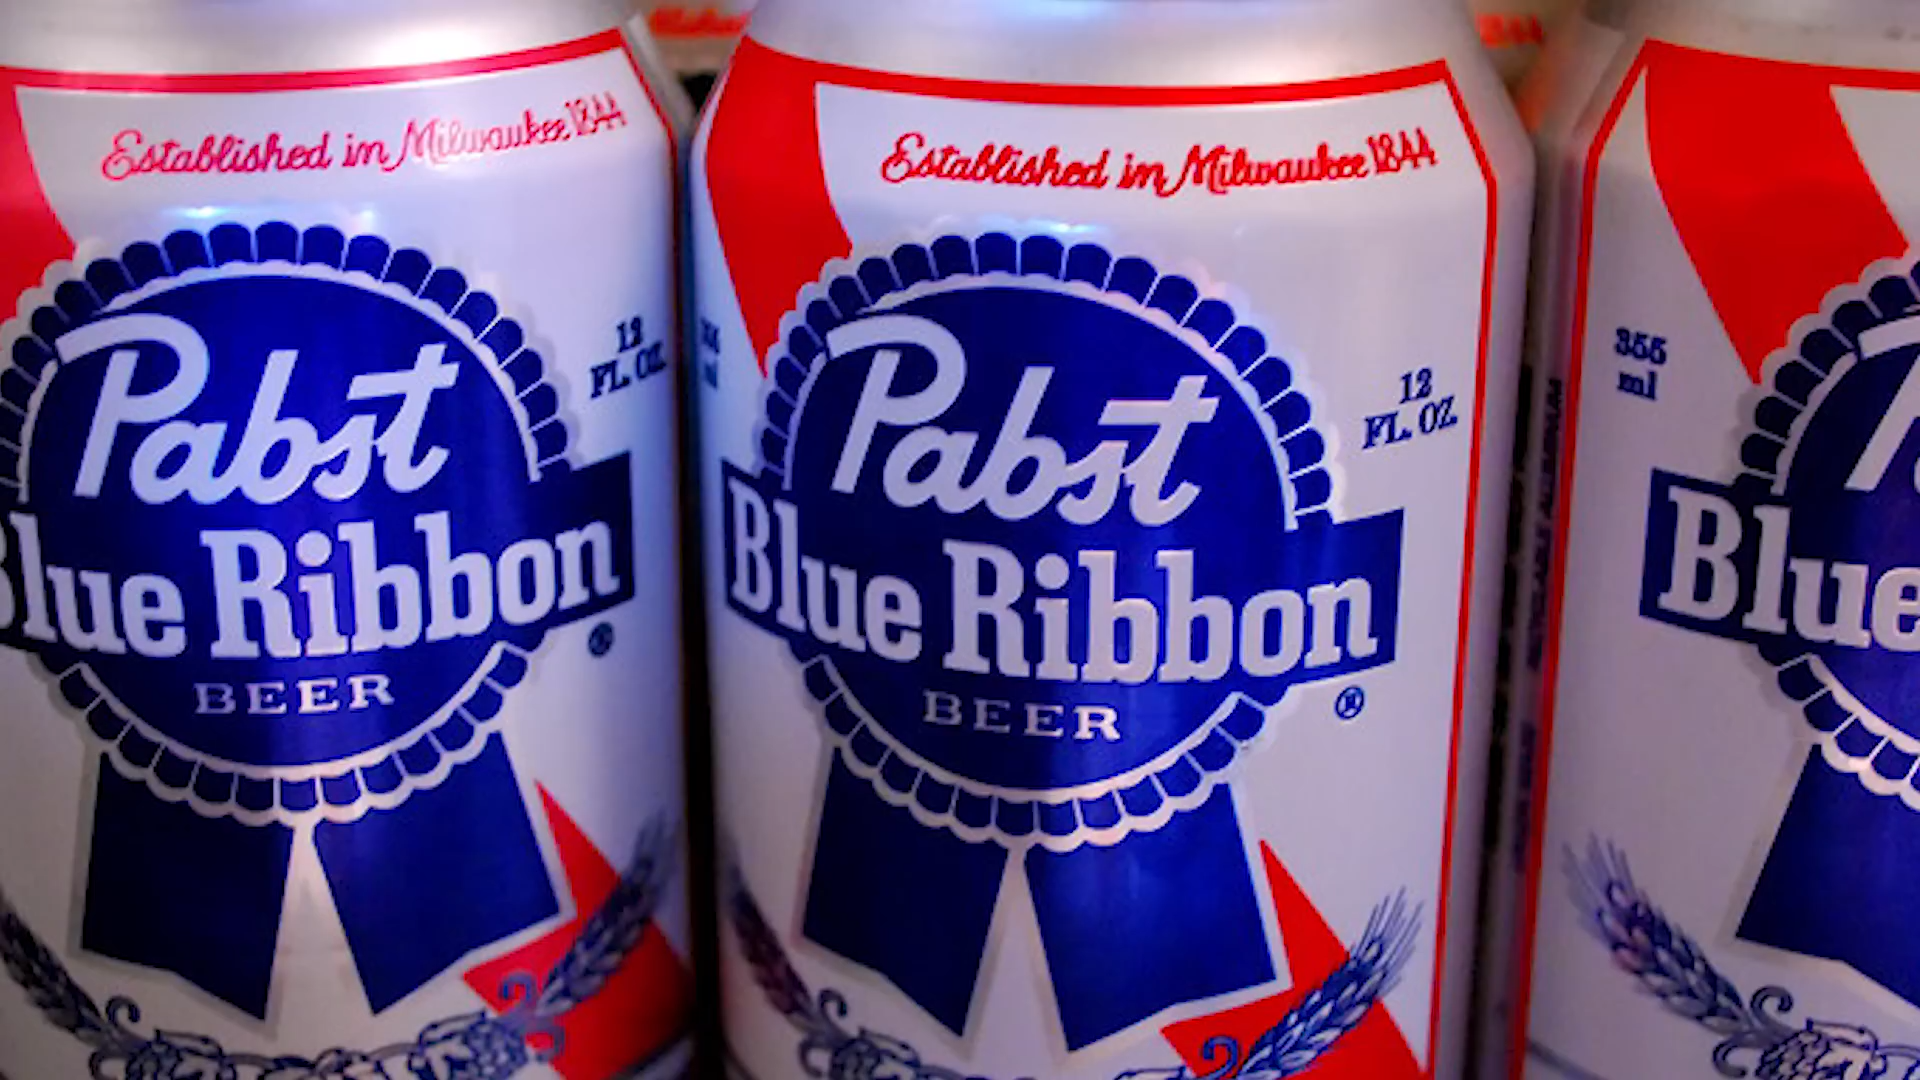 Established in Milwaukee 1844
Pabst
Blue Ribbon
BEER
12
FL. OZ.
®
Established in Milwaukee 1844
Pabst
Blue Ribbon
BEER
12
FL. OZ.
®
355
ml
Blue